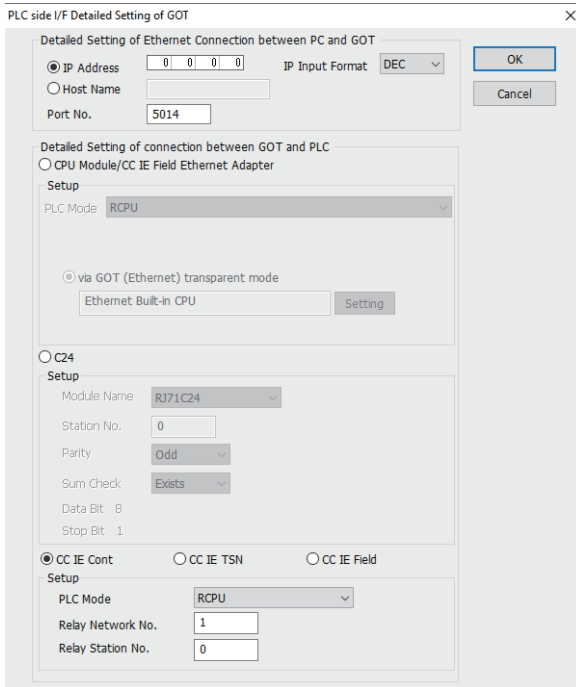 PLC side I/F Detailed Setting of GOT
Detailed Setting of Ethernet Connection between PC and GOT
IP Address 0 0 0 0 IP Input Format DEC
Host Name
Port No. 5014
OK
Cancel
Detailed Setting of connection between GOT and PLC
CPU Module/CC IE Field Ethernet Adapter
Setup
PLC Mode RCPU
via GOT (Ethernet) transparent mode
Ethernet Built-in CPU Setting
C24
Setup
Module Name RJ71C24
Station No. 0
Parity Odd
Sum Check Exists
Data Bit 8
Stop Bit 1
CC IE Cont CC IE TSN CC IE Field
Setup
PLC Mode RCPU
Relay Network No. 1
Relay Station No. 0